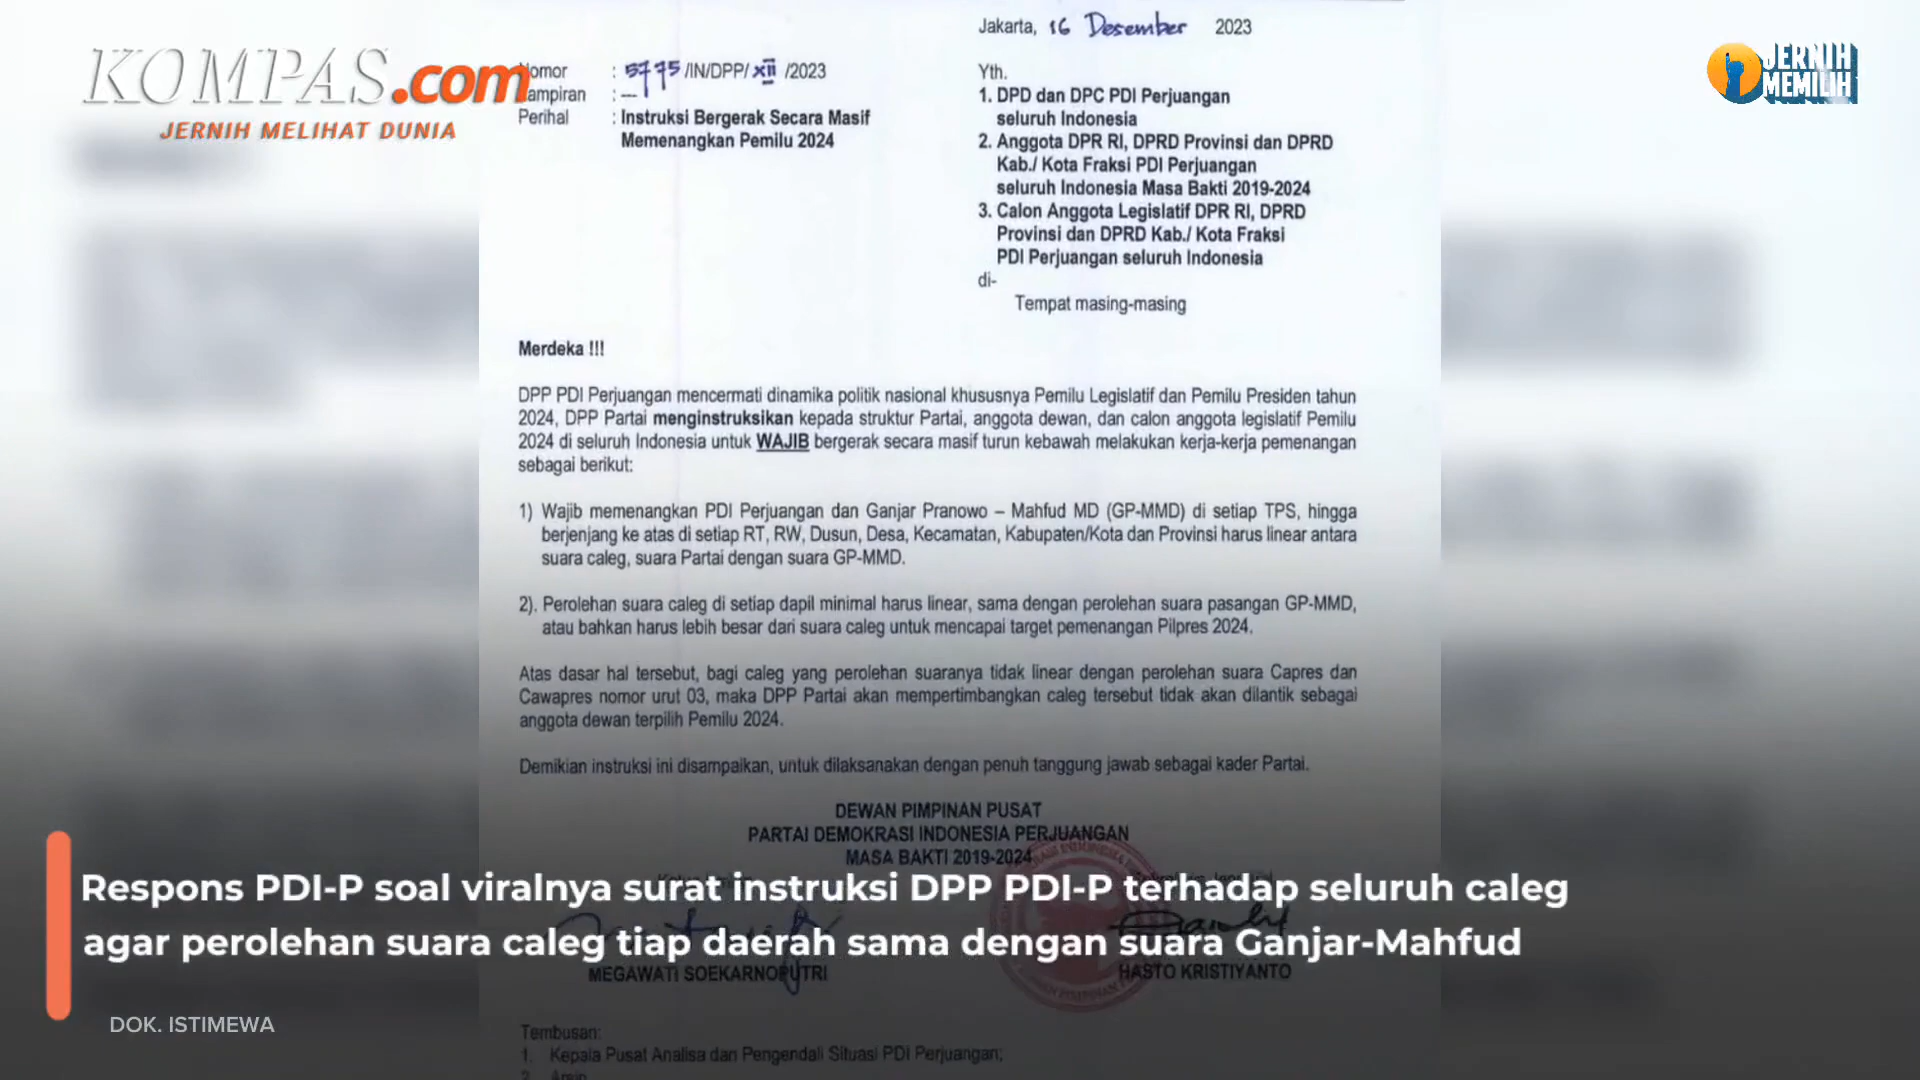 KOMPAS.com
JERNIH MELIHAT DUNIA
JERNIH
MEMILIH
Jakarta, 16 Desember 2023
Nomor : 5775/IN/DPP/XII/2023
ampiran : -
Perihal : Instruksi Bergerak Secara Masif
Memenangkan Pemilu 2024
Yth.
1. DPD dan DPC PDI Perjuangan
seluruh Indonesia
2. Anggota DPR RI, DPRD Provinsi dan DPRD
Kab./ Kota Fraksi PDI Perjuangan
seluruh Indonesia Masa Bakti 2019-2024
3. Calon Anggota Legislatif DPR RI, DPRD
Provinsi dan DPRD Kab./ Kota Fraksi
PDI Perjuangan seluruh Indonesia
di-
Tempat masing-masing
Merdeka !!!
DPP PDI Perjuangan mencermati dinamika politik nasional khususnya Pemilu Legislatif dan Pemilu Presiden tahun
2024, DPP Partai menginstruksikan kepada struktur Partai, anggota dewan, dan calon anggota legislatif Pemilu
2024 di seluruh Indonesia untuk WAJIB bergerak secara masif turun kebawah melakukan kerja-kerja pemenangan
sebagai berikut:
1) Wajib memenangkan PDI Perjuangan dan Ganjar Pranowo – Mahfud MD (GP-MMD) di setiap TPS, hingga
berjenjang ke atas di setiap RT, RW, Dusun, Desa, Kecamatan, Kabupaten/Kota dan Provinsi harus linear antara
suara caleg, suara Partai dengan suara GP-MMD.
2). Perolehan suara caleg di setiap dapil minimal harus linear, sama dengan perolehan suara pasangan GP-MMD,
atau bahkan harus lebih besar dari suara caleg untuk mencapai target pemenangan Pilpres 2024.
Atas dasar hal tersebut, bagi caleg yang perolehan suaranya tidak linear dengan perolehan suara Capres dan
Cawapres nomor urut 03, maka DPP Partai akan mempertimbangkan caleg tersebut tidak akan dilantik sebagai
anggota dewan terpilih Pemilu 2024.
Demikian instruksi ini disampaikan, untuk dilaksanakan dengan penuh tanggung jawab sebagai kader Partai.
DEWAN PIMPINAN PUSAT
PARTAI DEMOKRASI INDONESIA PERJUANGAN
MASA BAKTI 2019-2024
Respons PDI-P soal viralnya surat instruksi DPP PDI-P terhadap seluruh caleg
agar perolehan suara caleg tiap daerah sama dengan suara Ganjar-Mahfud
MEGAWATI SOEKARNOPUTRI
HASTO KRISTIYANTO
DOK. ISTIMEWA
Tembusan:
1. Kepala Pusat Analisa dan Pengendali Situasi PDI Perjuangan;
2. Arsip